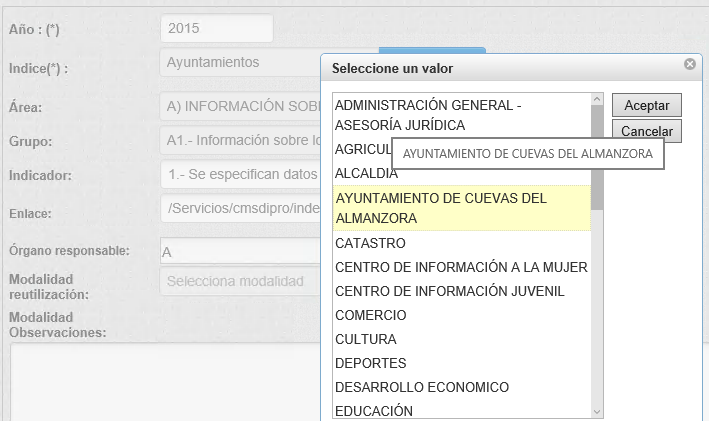 Año : (*)
2015
Indice(*) :
Ayuntamientos
Área:
A) INFORMACIÓN SOB
Grupo:
A1.- Información sobre lo
Indicador:
1.- Se especifican datos
Enlace:
/Servicios/cmsdipro/inde
Órgano responsable:
A
Modalidad
reutilización:
Selecciona modalidad
Modalidad
Observaciones:
Seleccione un valor
ADMINISTRACIÓN GENERAL -
ASESORÍA JURÍDICA
AGRICUL
AYUNTAMIENTO DE CUEVAS DEL ALMANZORA
ALCALDIA
AYUNTAMIENTO DE CUEVAS DEL
ALMANZORA
CATASTRO
CENTRO DE INFORMACIÓN A LA MUJER
CENTRO DE INFORMACIÓN JUVENIL
COMERCIO
CULTURA
DEPORTES
DESARROLLO ECONOMICO
EDUCACIÓN
Aceptar
Cancelar